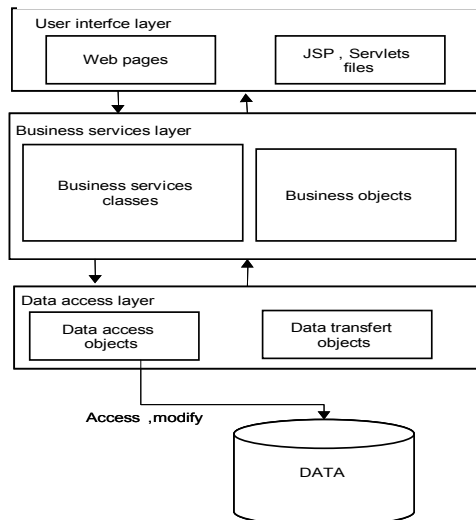 User interfce layer
Web pages
JSP , Servlets
files
Business services layer
Business services
classes
Business objects
Data access layer
Data access
objects
Data transfert
objects
Access ,modify
DATA